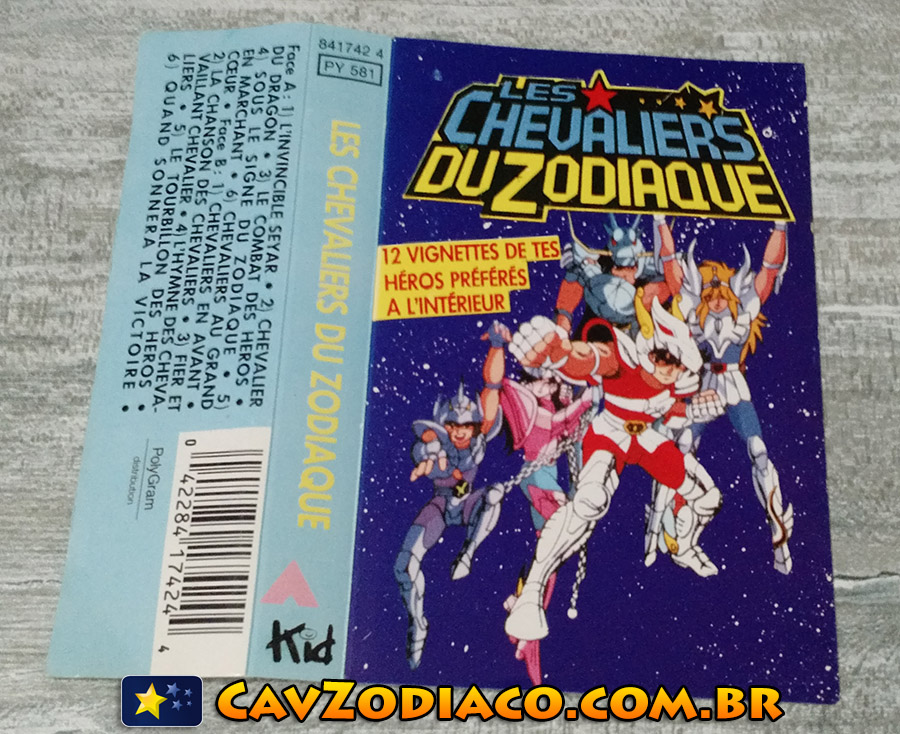 Face A : 1) L'INVINCIBLE SEYAR • 2) CHEVALIER
DU DRAGON • 3) LE COMBAT DES HEROS •
4) SOUS LE SIGNE DU ZODIAQUE • 5)
EN MARCHANT • 6) CHEVALIERS AU GRAND
CŒUR • Face B : 1) CHEVALIERS EN AVANT •
2) LA CHANSON DES CHEVALIERS • 3) FIER ET
VAILLANT CHEVALIER • 4) L'HYMNE DES CHEVA-
LIERS • 5) LE TOURBILLON DES HEROS •
6) QUAND SONNERA LA VICTOIRE •
PolyGram
distribution
0 42284 17424 4
841742 4
PY 581
LES CHEVALIERS DU ZODIAQUE
Kid
LES
CHEVALIERS
DU ZODIAQUE
12 VIGNETTES DE TES
HÉROS PRÉFÉRÉS
A L'INTÉRIEUR
CAVZODIACO.COM.BR